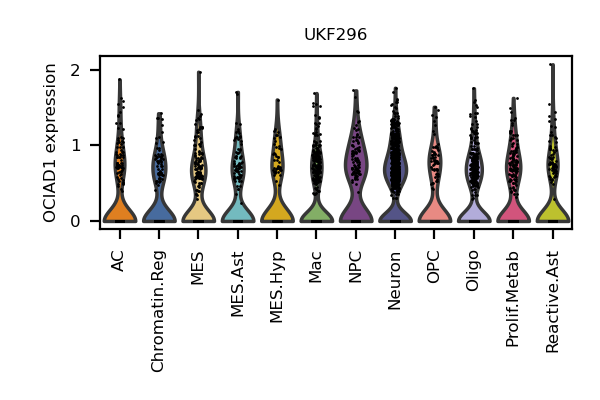 UKF296
OCIAD1 expression
2
1
0
AC
Chromatin.Reg
MES
MES.Ast
MES.Hyp
Mac
NPC
Neuron
OPC
Oligo
Prolif.Metab
Reactive.Ast